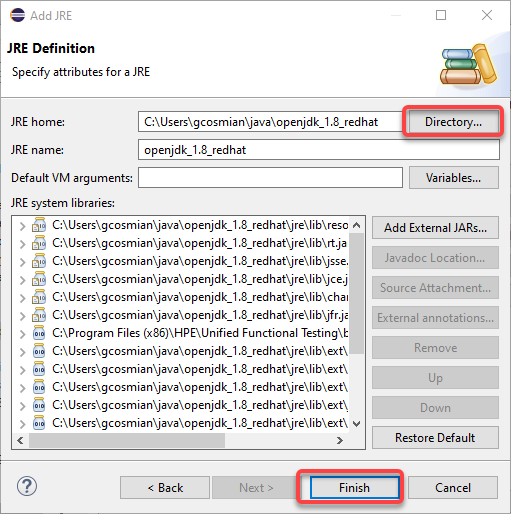 Add JRE
JRE Definition
Specify attributes for a JRE
JRE home: C:\Users\gcosmian\java\openjdk_1.8_redhat Directory...
JRE name: openjdk_1.8_redhat
Default VM arguments: Variables...
JRE system libraries:
C:\Users\gcosmian\java\openjdk_1.8_redhat\jre\lib\reso Add External JARs...
C:\Users\gcosmian\java\openjdk_1.8_redhat\jre\lib\rt.ja
C:\Users\gcosmian\java\openjdk_1.8_redhat\jre\lib\jsse. Javadoc Location...
C:\Users\gcosmian\java\openjdk_1.8_redhat\jre\lib\jce.j Source Attachment...
C:\Users\gcosmian\java\openjdk_1.8_redhat\jre\lib\char
C:\Users\gcosmian\java\openjdk_1.8_redhat\jre\lib\jfr.ja External annotations...
C:\Program Files (x86)\HPE\Unified Functional Testing\b
C:\Users\gcosmian\java\openjdk_1.8_redhat\jre\lib\ext\ Remove
C:\Users\gcosmian\java\openjdk_1.8_redhat\jre\lib\ext\ Up
C:\Users\gcosmian\java\openjdk_1.8_redhat\jre\lib\ext\
C:\Users\gcosmian\java\openjdk_1.8_redhat\jre\lib\ext\ Down
C:\Users\gcosmian\java\openjdk_1.8_redhat\jre\lib\ext\
Restore Default
? < Back Next > Finish Cancel